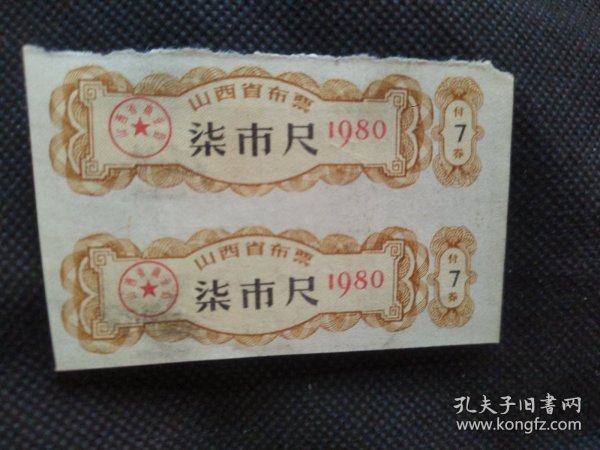 山西省布票
柒市尺 1980
付
7
券
山西省布票
柒市尺 1980
付
7
券
孔夫子旧书网
www.kongfz.com